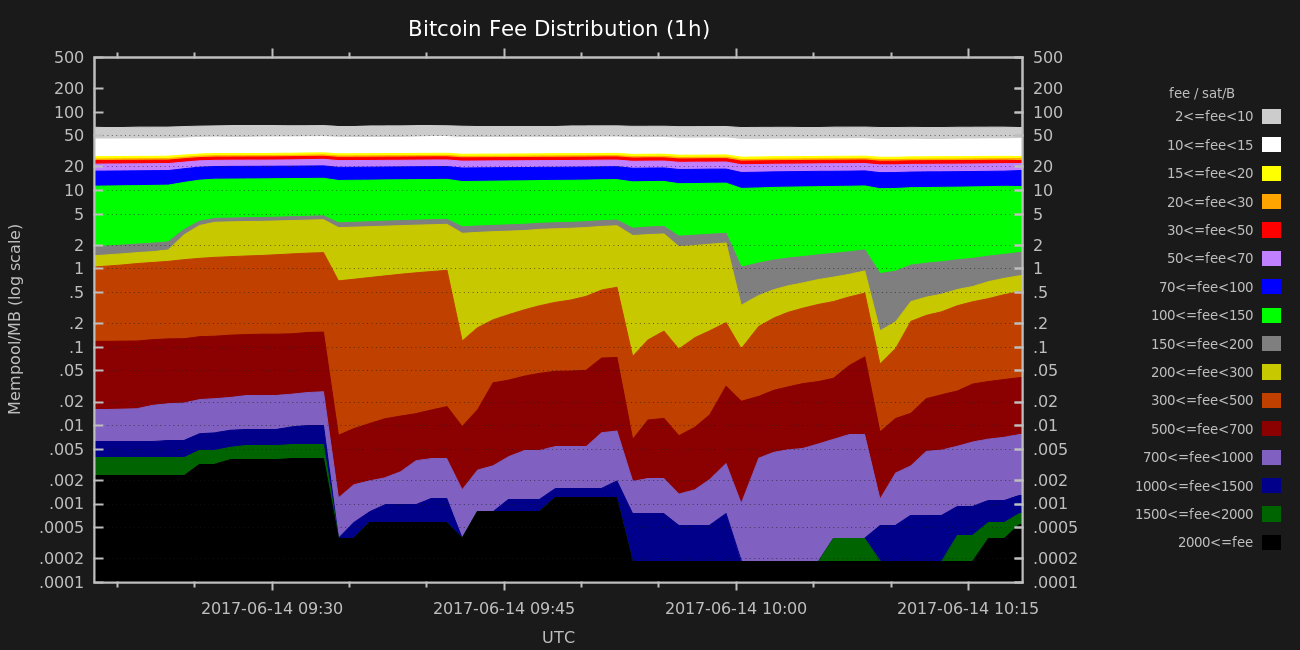 Bitcoin Fee Distribution (1h)
500
200
100
50
20
10
5
2
1
.5
.2
.1
.05
.02
.01
.005
.002
.001
.0005
.0002
.0001
Mempool/MB (log scale)
500
200
100
50
20
10
5
2
1
.5
.2
.1
.05
.02
.01
.005
.002
.001
.0005
.0002
.0001
2017-06-14 09:30
2017-06-14 09:45
2017-06-14 10:00
2017-06-14 10:15
UTC
fee / sat/B
2<=fee<10
10<=fee<15
15<=fee<20
20<=fee<30
30<=fee<50
50<=fee<70
70<=fee<100
100<=fee<150
150<=fee<200
200<=fee<300
300<=fee<500
500<=fee<700
700<=fee<1000
1000<=fee<1500
1500<=fee<2000
2000<=fee